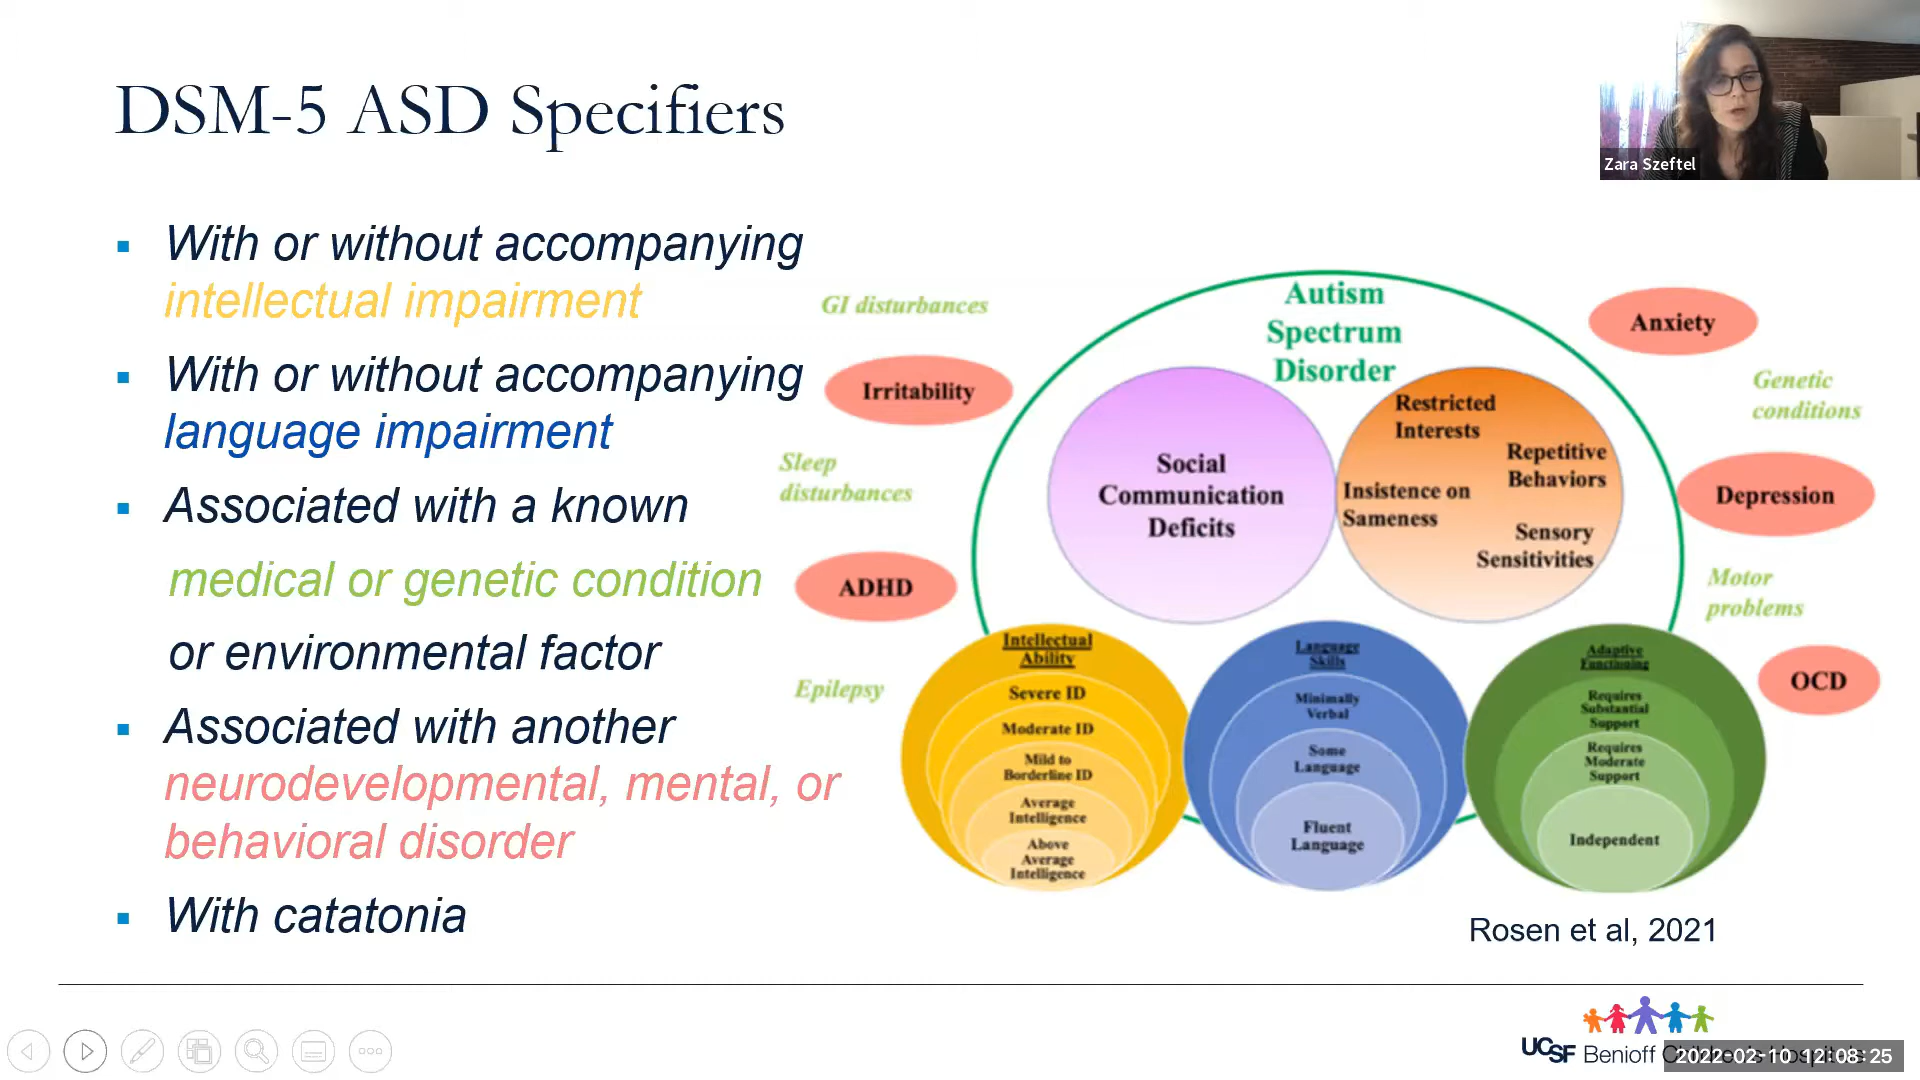 DSM-5 ASD Specifiers
Zara Szeftel
▪ With or without accompanying
intellectual impairment
▪ With or without accompanying
language impairment
▪ Associated with a known
medical or genetic condition
or environmental factor
▪ Associated with another
neurodevelopmental, mental, or
behavioral disorder
▪ With catatonia
Autism
Spectrum
Disorder
GI disturbances
Irritability
Sleep
disturbances
ADHD
Epilepsy
Social
Communication
Deficits
Restricted
Interests
Repetitive
Behaviors
Insistence on
Sameness
Sensory
Sensitivities
Anxiety
Genetic
conditions
Depression
Motor
problems
OCD
Intellectual
Ability
Severe ID
Moderate ID
Mild to
Borderline ID
Average
Intelligence
Above
Average
Intelligence
Language
Skills
Minimally
Verbal
Some
Language
Fluent
Language
Adaptive
Functioning
Requires
Substantial
Support
Requires
Moderate
Support
Independent
Rosen et al, 2021
UCSF Benioff
2022-02-10 12:08:25